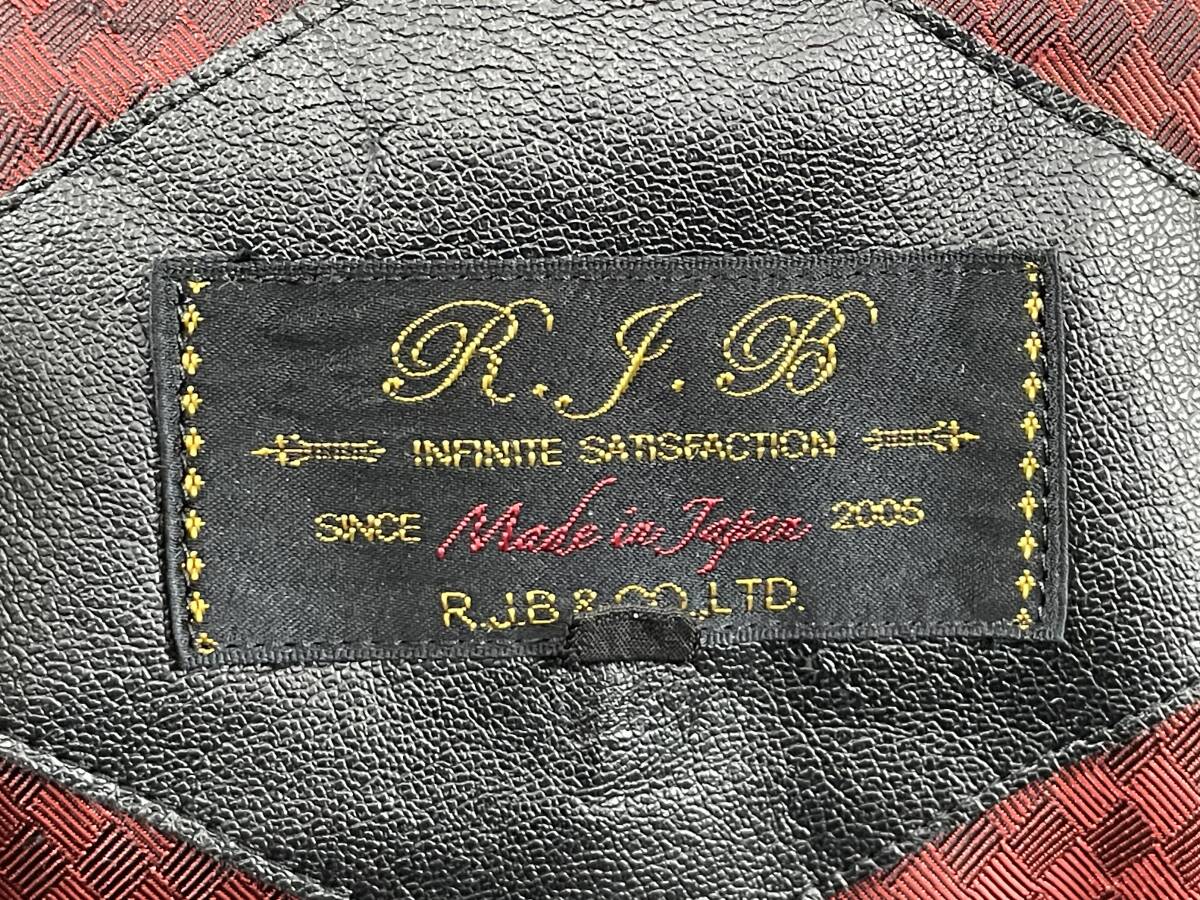 R.J.B
INFINITE SATISFACTION
SINCE Made in Japan 2005
R.J.B & CO.,LTD.